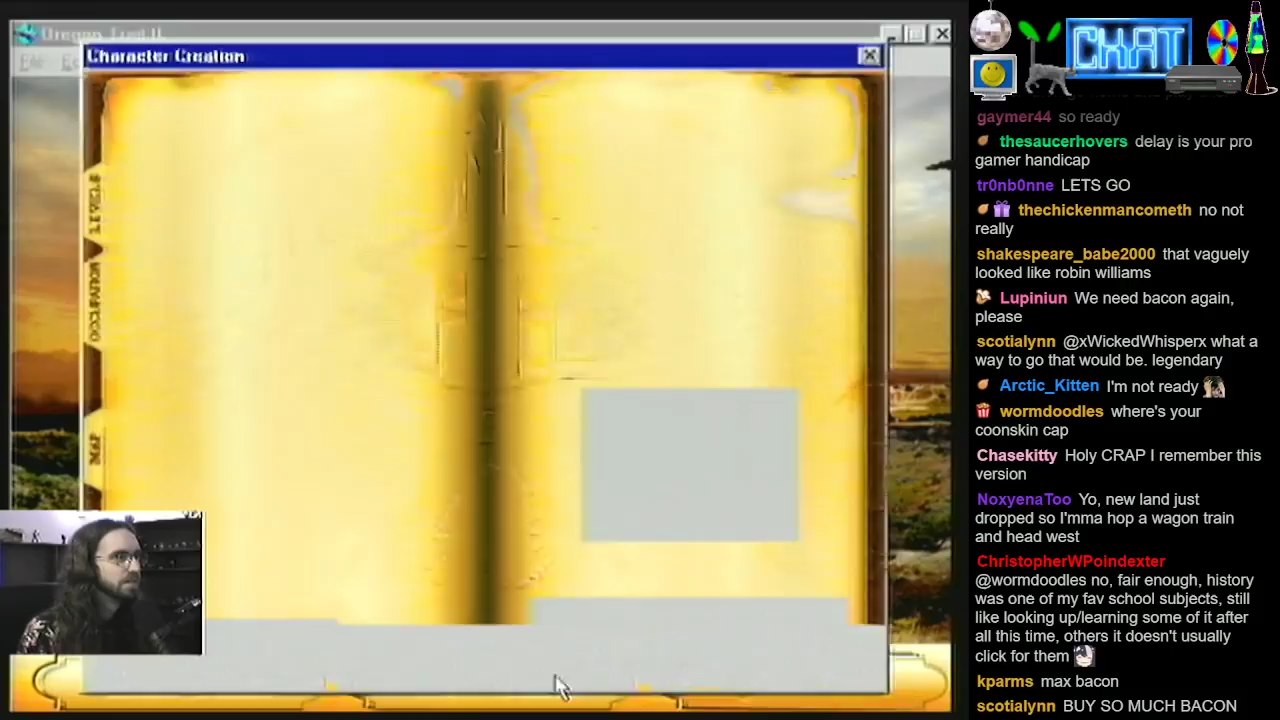 Oregon Trail II
File
Character Creation
CHAT
gaymer44 so ready
thesaucerhovers delay is your pro
gamer handicap
tr0nb0nne LETS GO
thechickenmancometh no not
really
shakespeare_babe2000 that vaguely
looked like robin williams
Lupiniun We need bacon again,
please
scotialynn @xWickedWhisperx what a
way to go that would be. legendary
Arctic_Kitten I'm not ready
wormdoodles where's your
coonskin cap
Chasekitty Holy CRAP I remember this
version
NoxyenaToo Yo, new land just
dropped so I'mma hop a wagon train
and head west
ChristopherWPoindexter
@wormdoodles no, fair enough, history
was one of my fav school subjects, still
like looking up/learning some of it after
all this time, others it doesn't usually
click for them
kparms max bacon
scotialynn BUY SO MUCH BACON